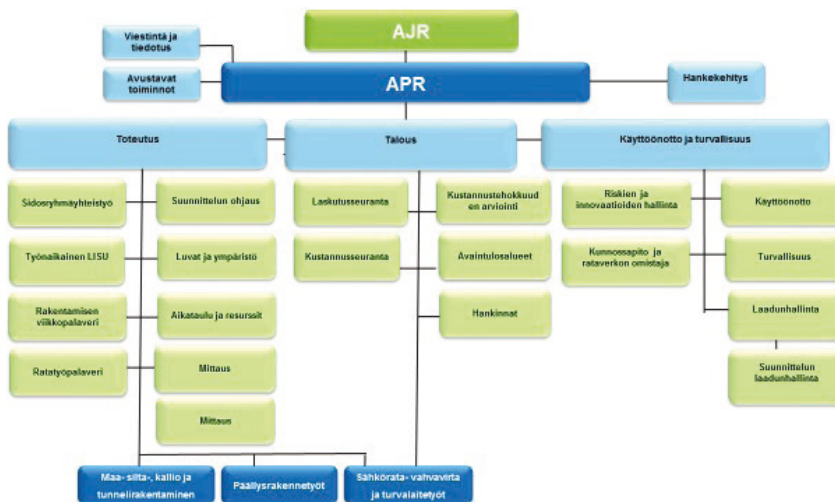 AJR
Viestintä ja
tiedotus
APR
Avustavat
toiminnot
Hankekehitys
Toteutus
Talous
Käyttöönotto ja turvallisuus
Sidosryhmäyhteistyö
Suunnittelun ohjaus
Laskutusseuranta
Kustannustehokkuud
en arviointi
Riskien ja
innovaatioiden hallinta
Käyttöönotto
Työnaikainen LISU
Luvat ja ympäristö
Kustannusseuranta
Avaintulosalueet
Kunnossapito ja
rataverkon omistaja
Turvallisuus
Rakentamisen
viikkopalaveri
Aikataulu ja resurssit
Hankinnat
Laadunhallinta
Ratatyöpalaveri
Mittaus
Suunnittelun
laadunhallinta
Mittaus
Maa- silta-, kallio ja
tunnelirakentaminen
Päällysrakennetyöt
Sähkörata- vahvavirta
ja turvalaitetyöt